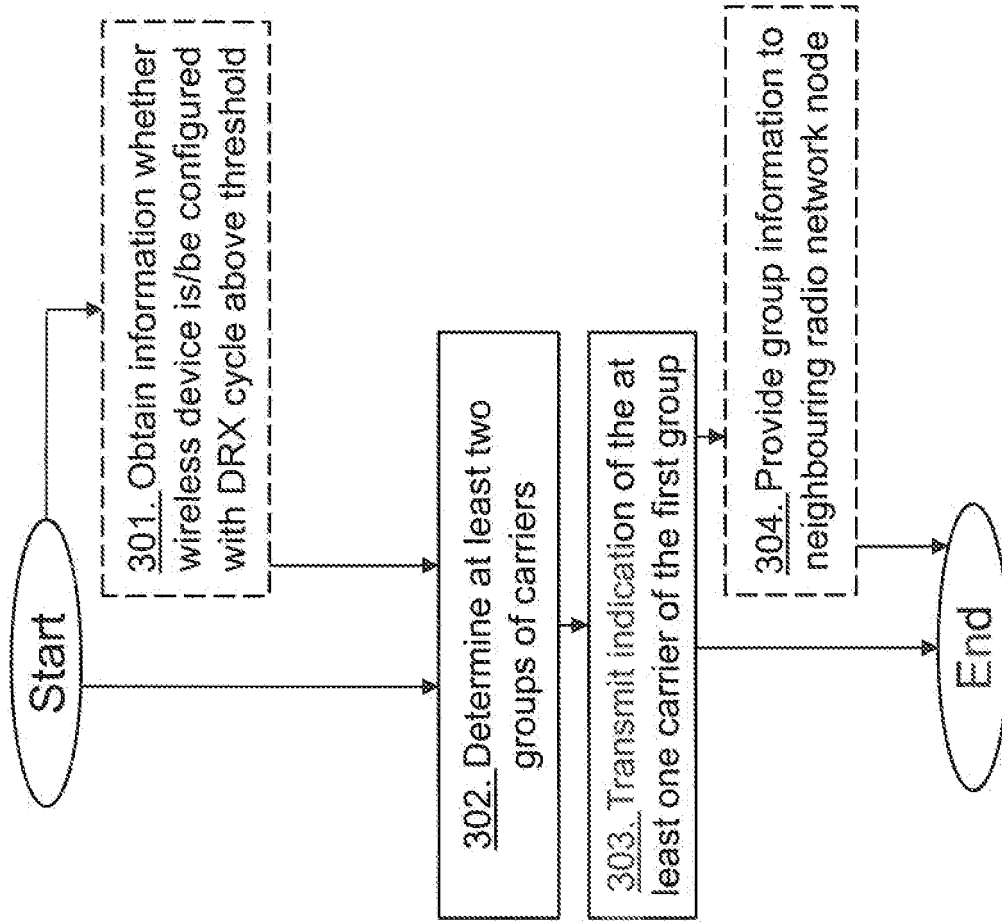 Start
301. Obtain information whether
wireless device is/be configured
with DRX cycle above threshold
302. Determine at least two
groups of carriers
303. Transmit indication of the at
least one carrier of the first group
304. Provide group information to
neighbouring radio network node
End